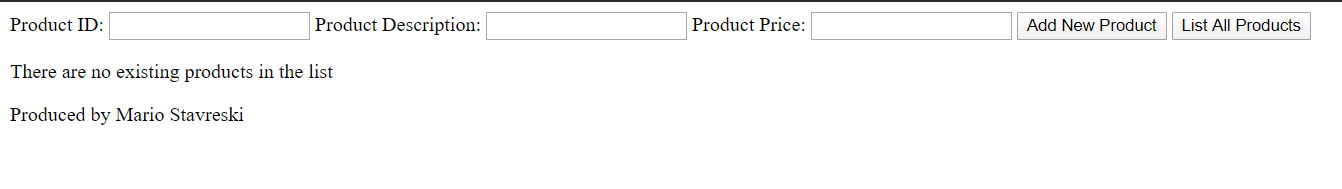 Product ID: Product Description: Product Price: Add New Product List All Products
There are no existing products in the list
Produced by Mario Stavreski